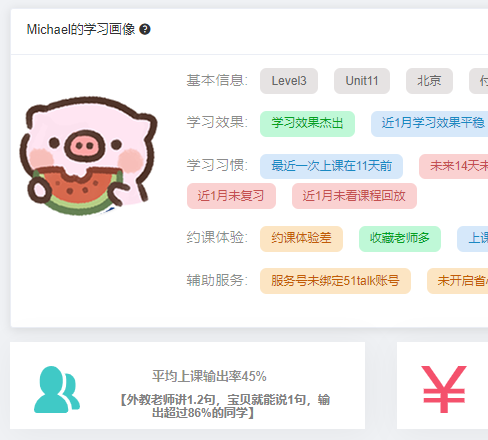 Michael的学习画像
基本信息: Level3 Unit11 北京 付
学习效果: 学习效果杰出 近1月学习效果平稳
学习习惯: 最近一次上课在11天前 未来14天未
近1月未复习 近1月未看课程回放
约课体验: 约课体验差 收藏老师多 上课
辅助服务: 服务号未绑定51talk账号 未开启省
平均上课输出率45%
【外教老师讲1.2句，宝贝就能说1句，输
出超过86%的同学】
¥